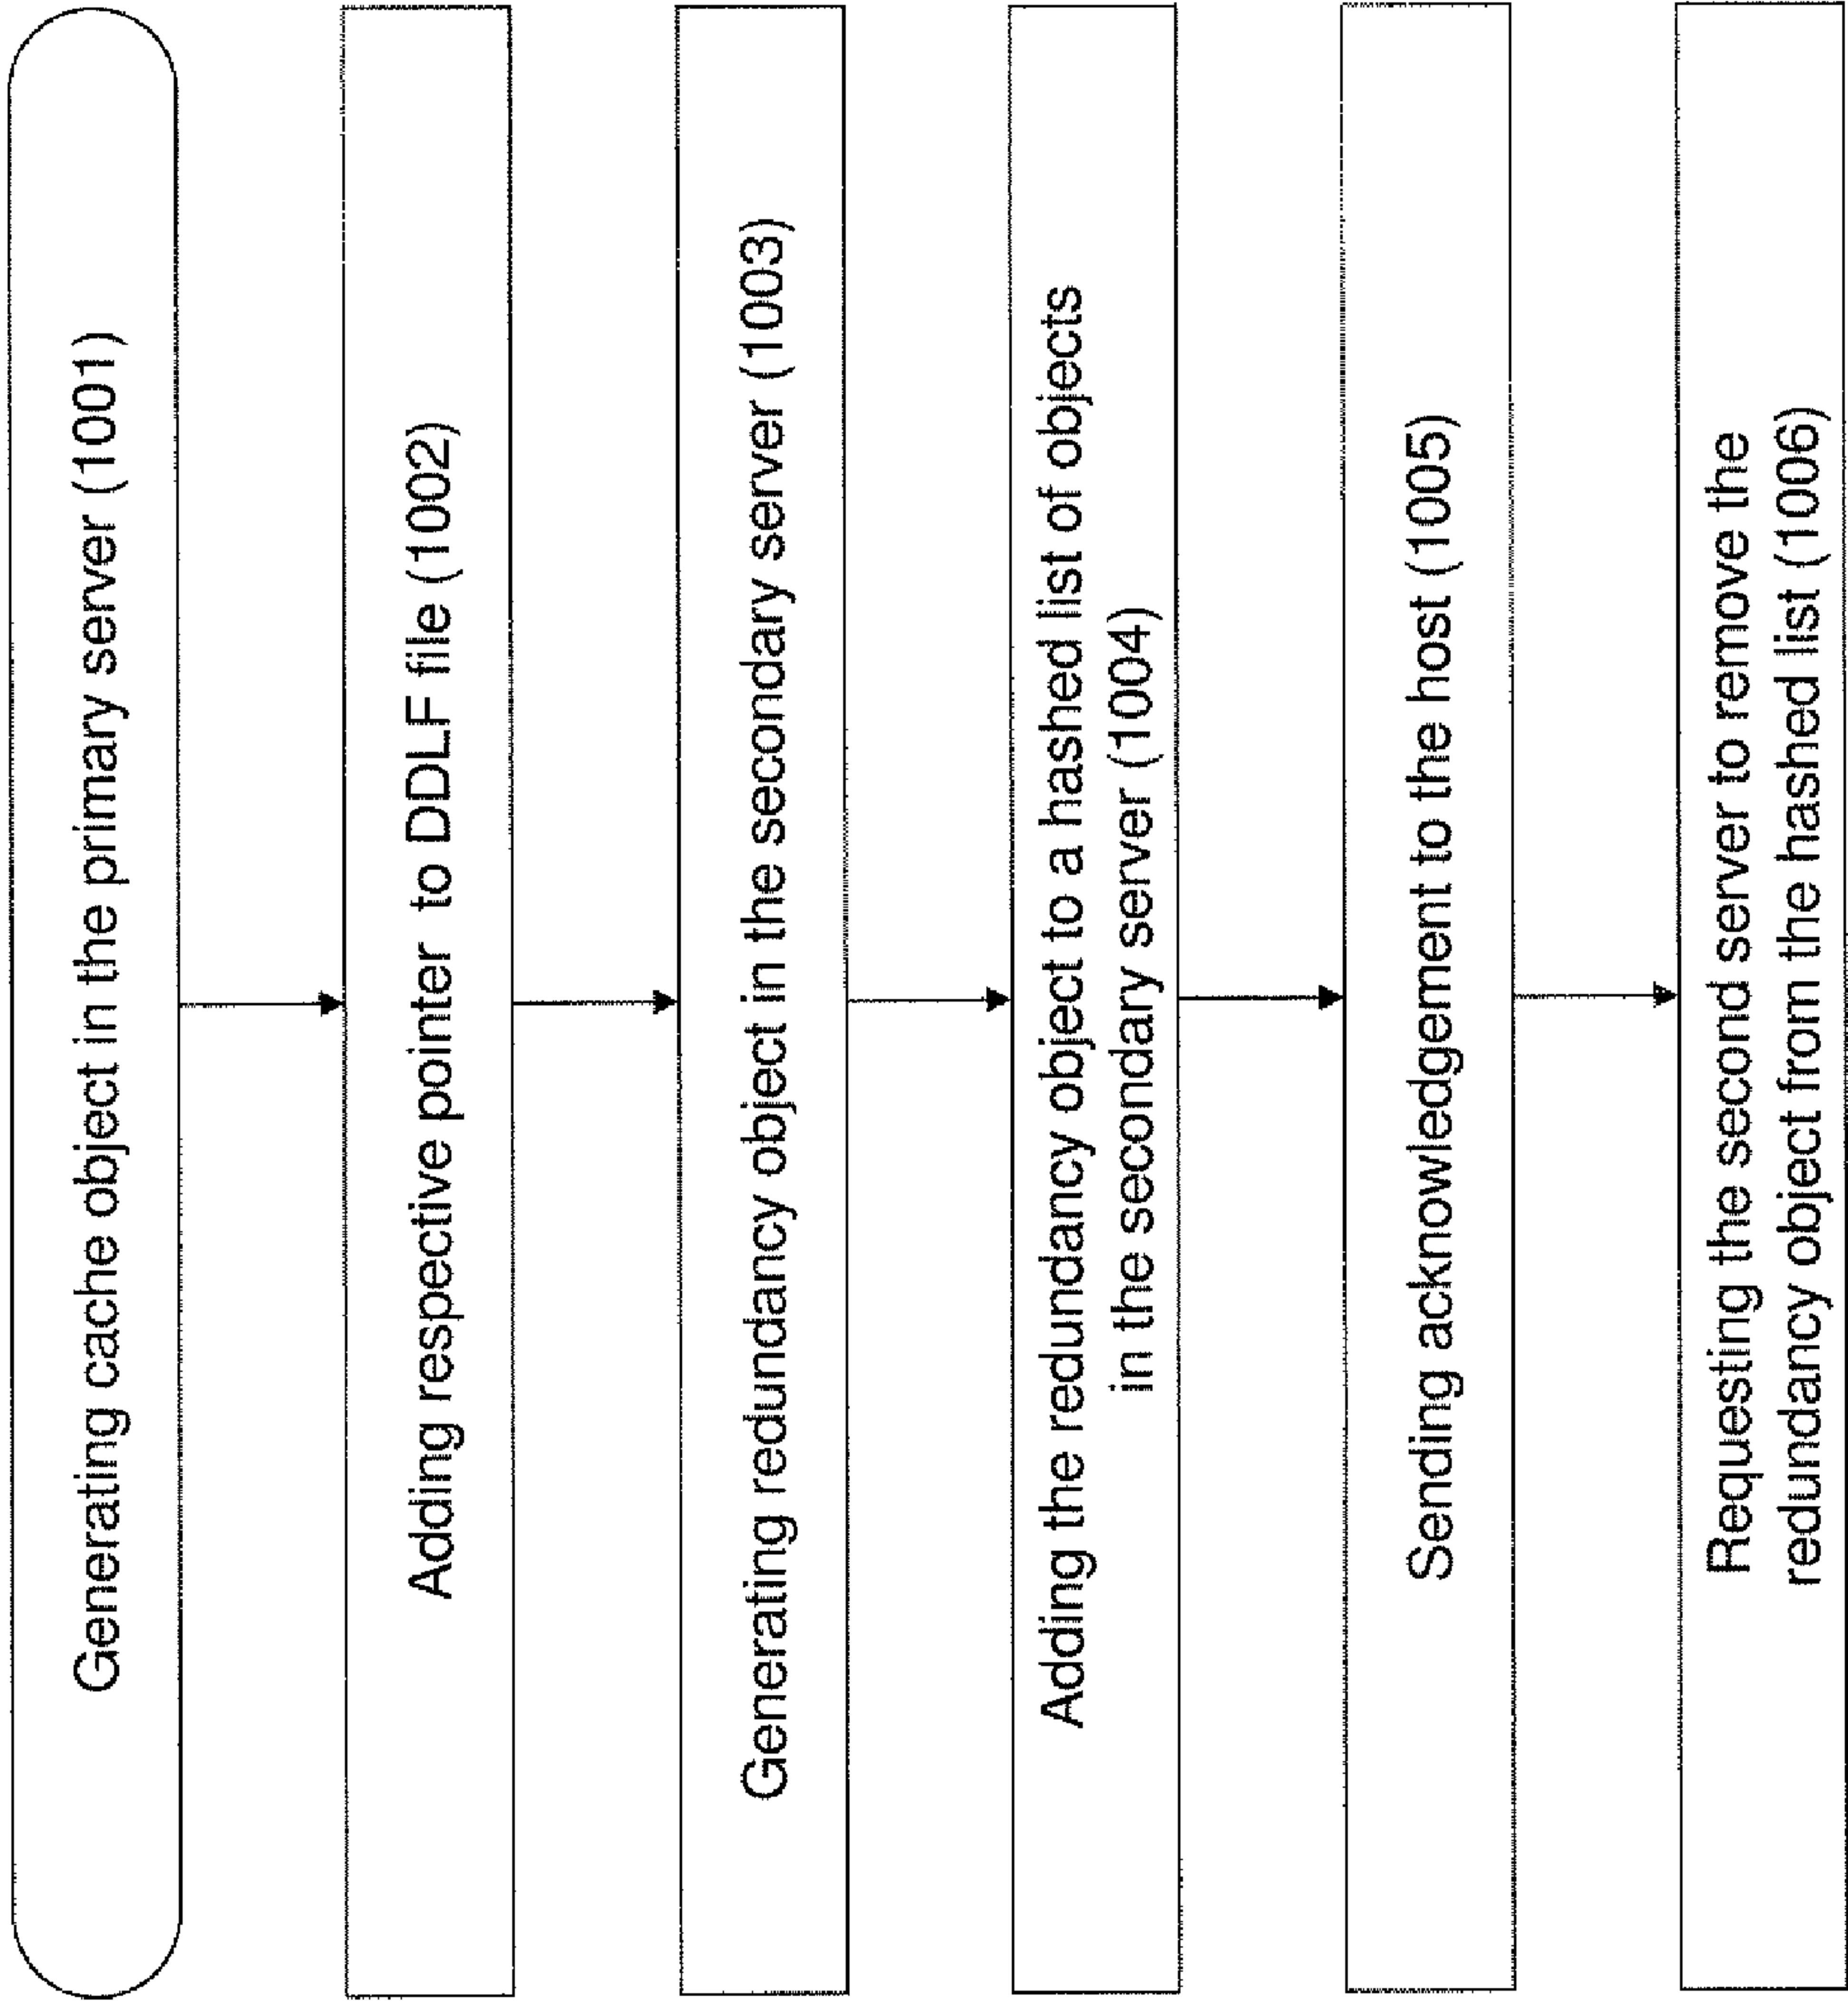 Generating cache object in the primary server (1001)
Adding respective pointer to DDLF file (1002)
Generating redundancy object in the secondary server (1003)
Adding the redundancy object to a hashed list of objects
in the secondary server (1004)
Sending acknowledgement to the host (1005)
Requesting the second server to remove the
redundancy object from the hashed list (1006)